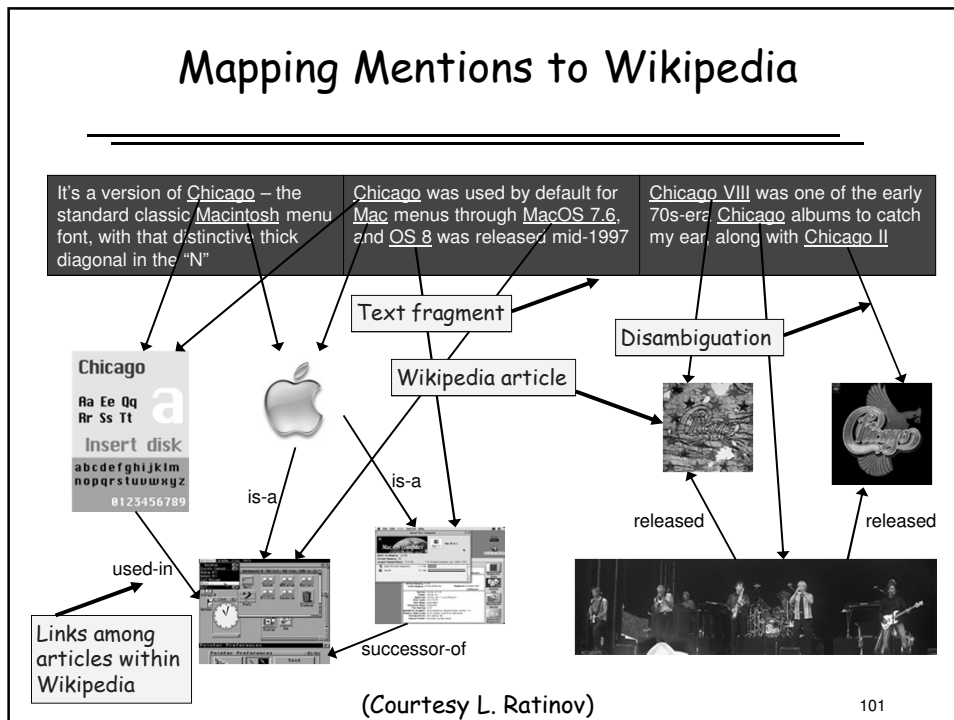 Mapping Mentions to Wikipedia
It's a version of Chicago – the
standard classic Macintosh menu
font, with that distinctive thick
diagonal in the "N"
Chicago was used by default for
Mac menus through MacOS 7.6,
and OS 8 was released mid-1997
Chicago VIII was one of the early
70s-era Chicago albums to catch
my ear, along with Chicago II
Text fragment
Disambiguation
Wikipedia article
Chicago
Aa Ee Qq
Rr Ss Tt
a
Insert disk
abcdefghijklm
nopqrstuvwxyz
0123456789
Chicago
Chicago
is-a
is-a
released
released
used-in
Pointer Preferences
successor-of
Links among
articles within
Wikipedia
(Courtesy L. Ratinov)
101